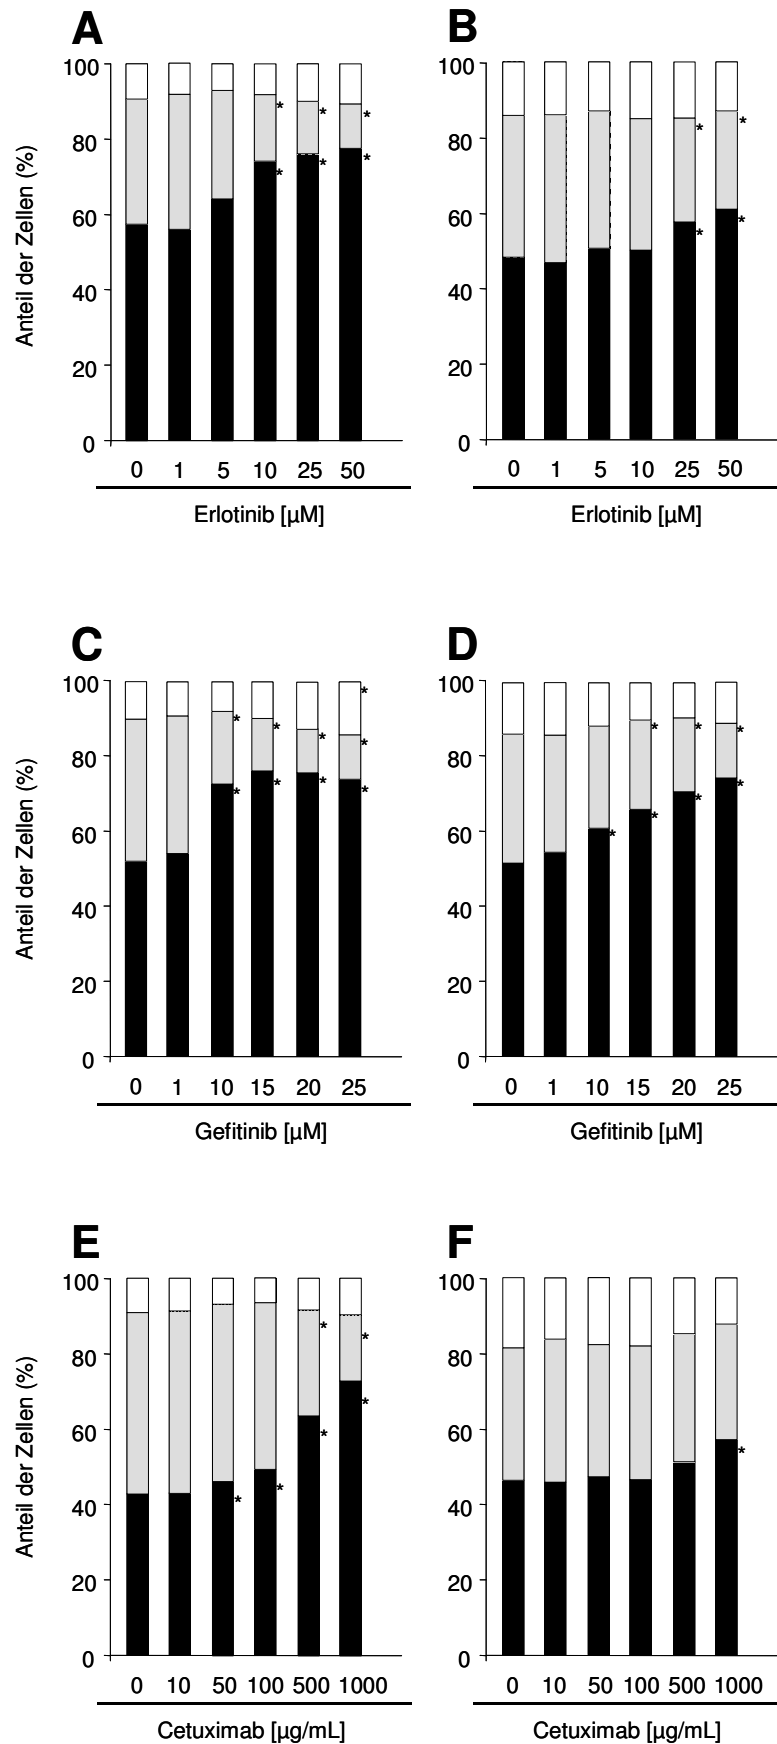 A
Anteil der Zellen (%)
100
80
60
40
20
0
* * * * * *
0 1 5 10 25 50
Erlotinib [µM]
B
100
80
60
40
20
0
* * * *
0 1 5 10 25 50
Erlotinib [µM]
C
Anteil der Zellen (%)
100
80
60
40
20
0
* * * * * * * * *
0 1 10 15 20 25
Gefitinib [µM]
D
100
80
60
40
20
0
* * * * * * *
0 1 10 15 20 25
Gefitinib [µM]
E
Anteil der Zellen (%)
100
80
60
40
20
0
* * * * * *
0 10 50 100 500 1000
Cetuximab [µg/mL]
F
100
80
60
40
20
0
*
0 10 50 100 500 1000
Cetuximab [µg/mL]